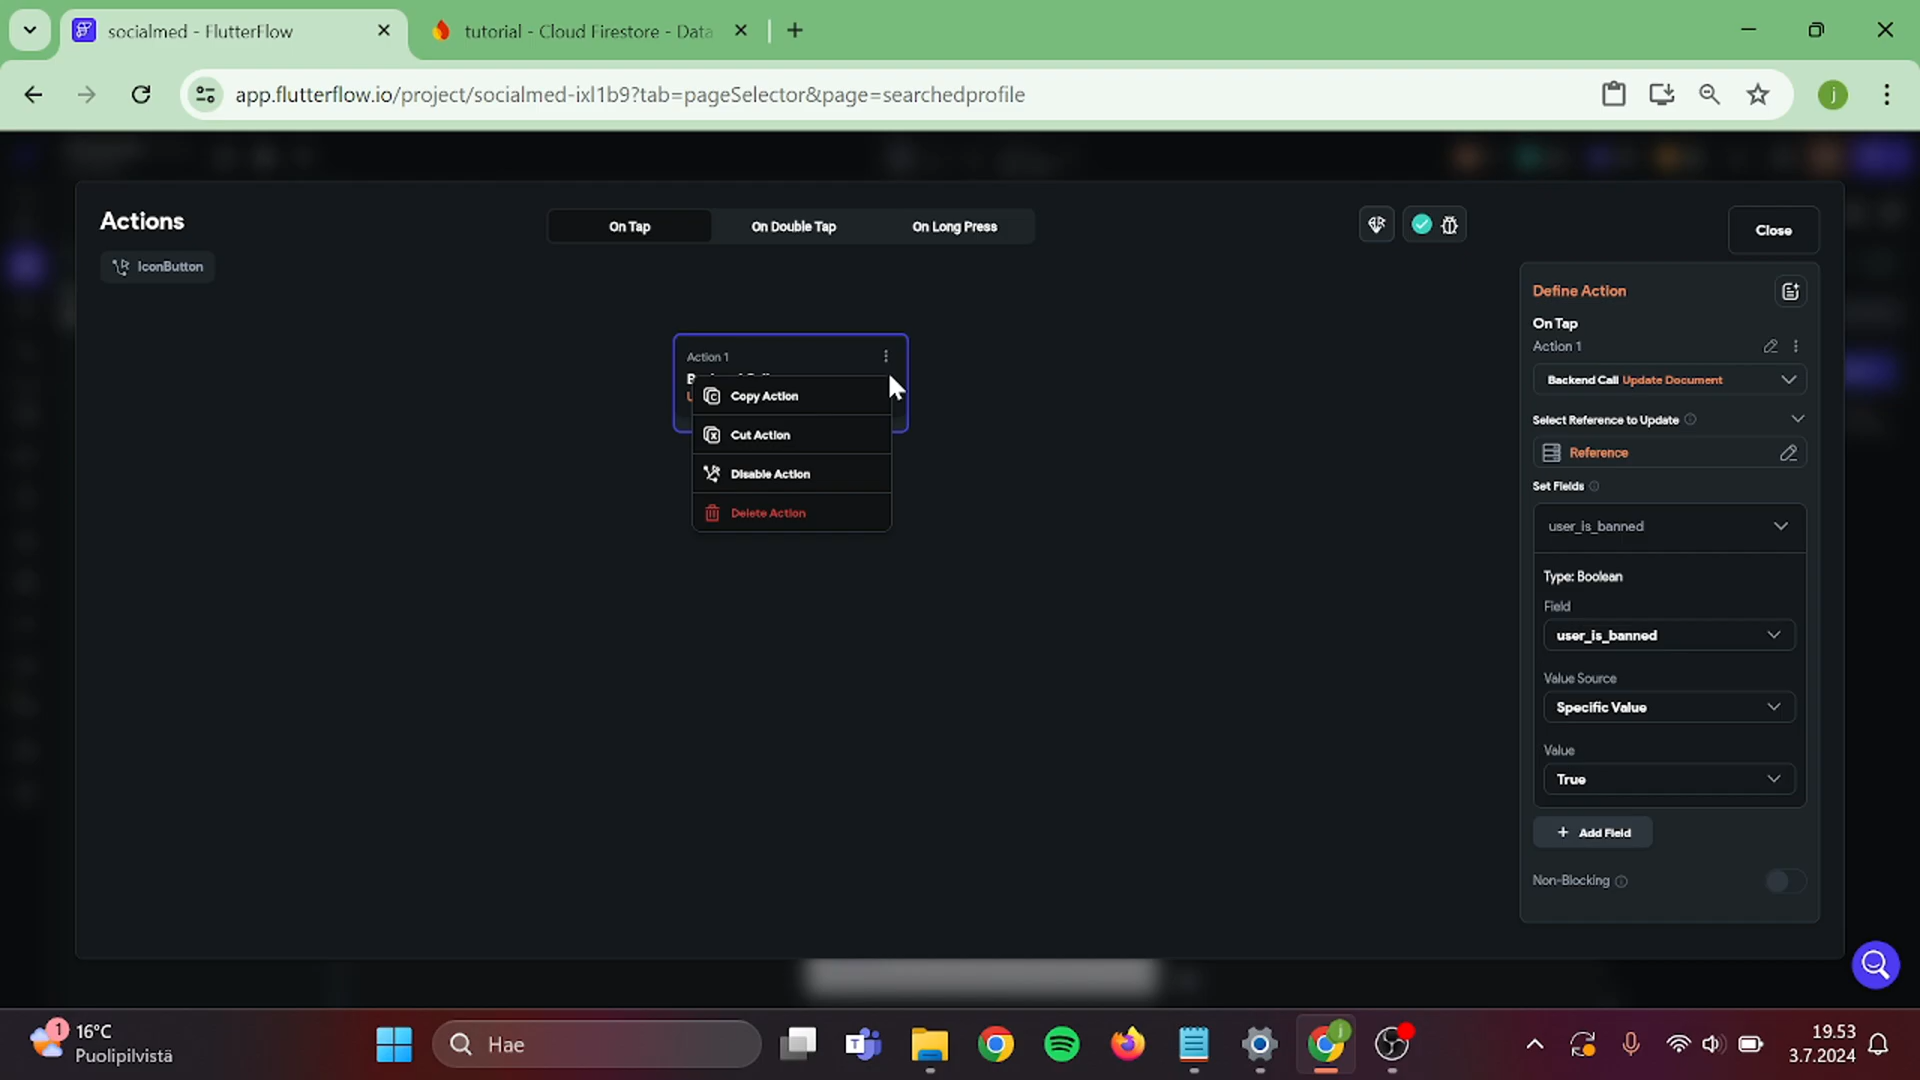 socialmed - FlutterFlow
tutorial - Cloud Firestore - Data
app.flutterflow.io/project/socialmed-ixl1b9?tab=pageSelector&page=searchedprofile
j
Actions
On Tap
On Double Tap
On Long Press
Close
IconButton
Action 1
Copy Action
Cut Action
Disable Action
Delete Action
Define Action
On Tap
Action 1
Backend Call Update Document
Select Reference to Update
Reference
Set Fields
user_is_banned
Type: Boolean
Field
user_is_banned
Value Source
Specific Value
Value
True
+ Add Field
Non-Blocking
1
16°C
Puolipilvistä
Hae
19.53
3.7.2024